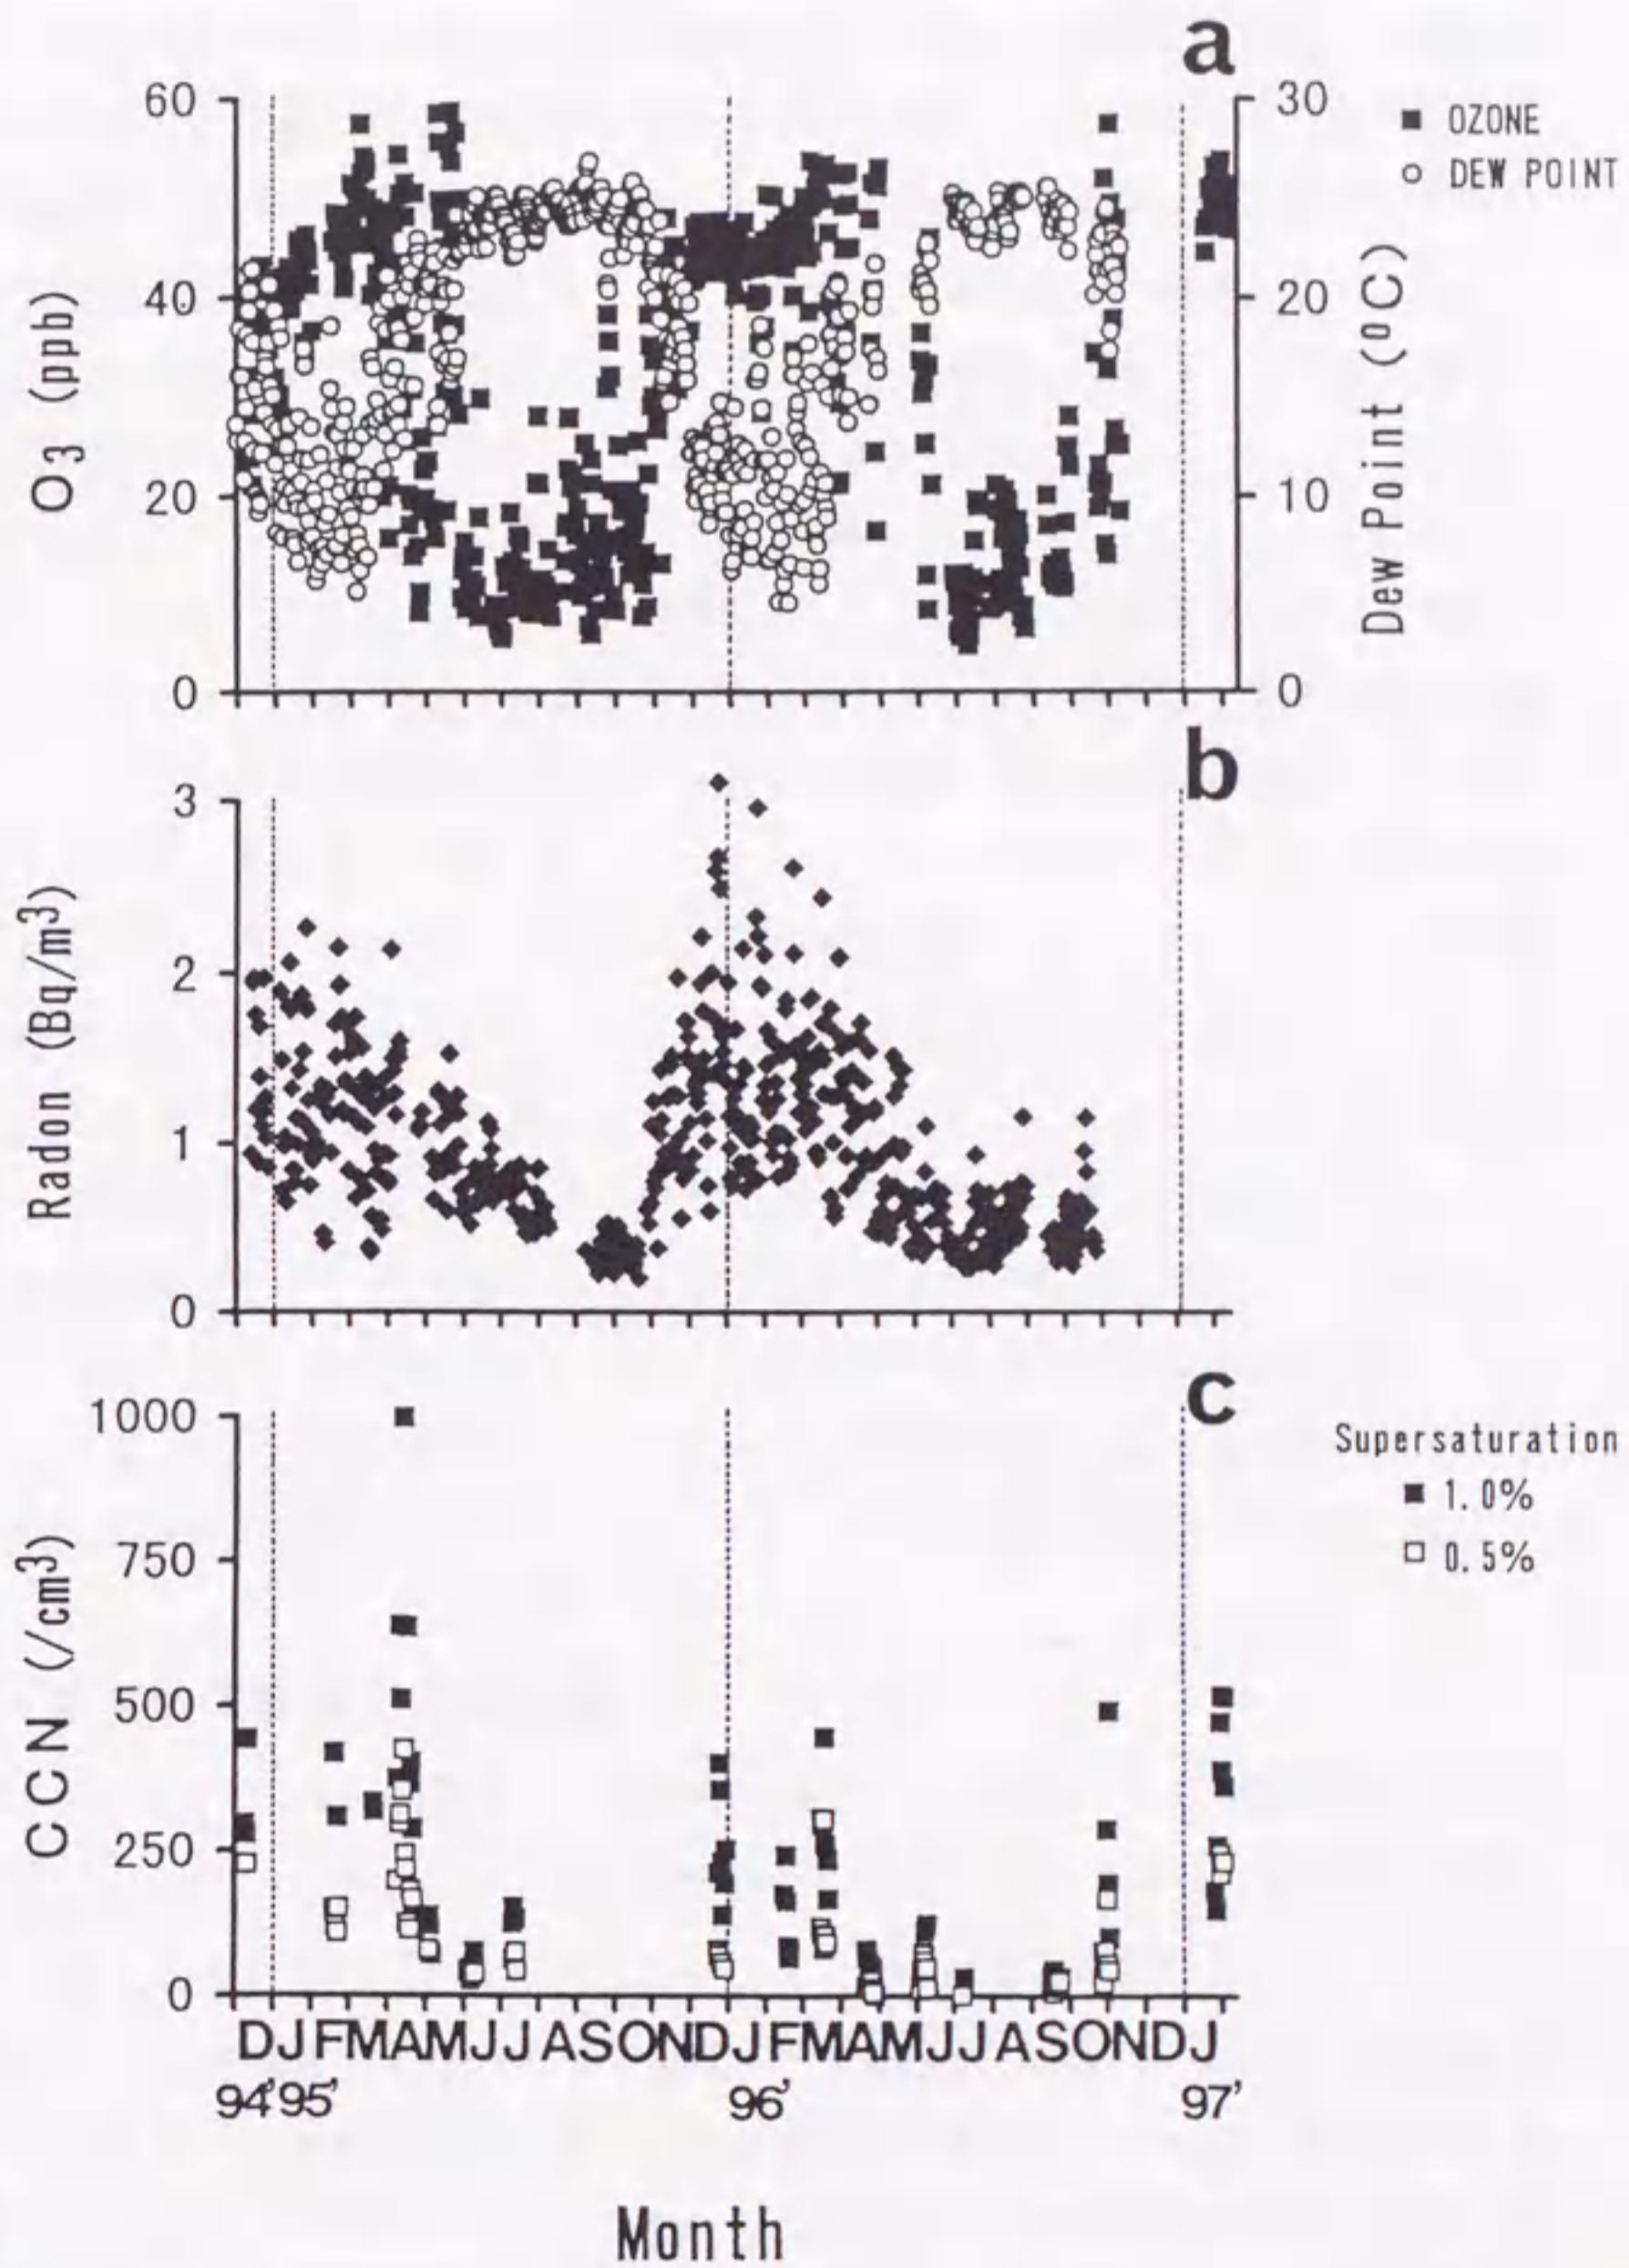 a
60
40
20
0
O3 (ppb)
30
20
10
0
Dew Point (ºC)
OZONE
DEW POINT
b
3
2
1
0
Radon (Bq/m3)
c
1000
750
500
250
0
CCN (/cm3)
Supersaturation
1.0%
0.5%
DJFMAMJJASONDJFMAMJJASONDJ
94'95' 96' 97'
Month